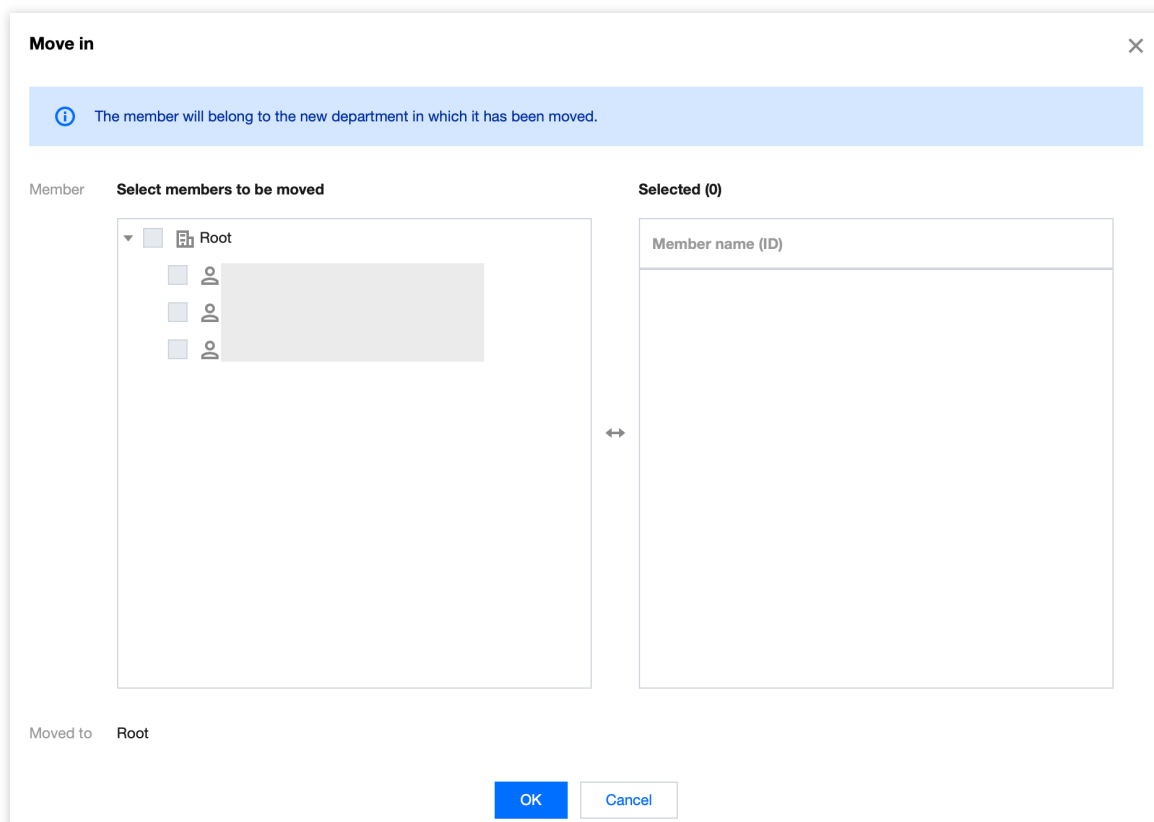 Move in
The member will belong to the new department in which it has been moved.
Member
Select members to be moved
Selected (0)
Root
Member name (ID)
Moved to
Root
OK
Cancel